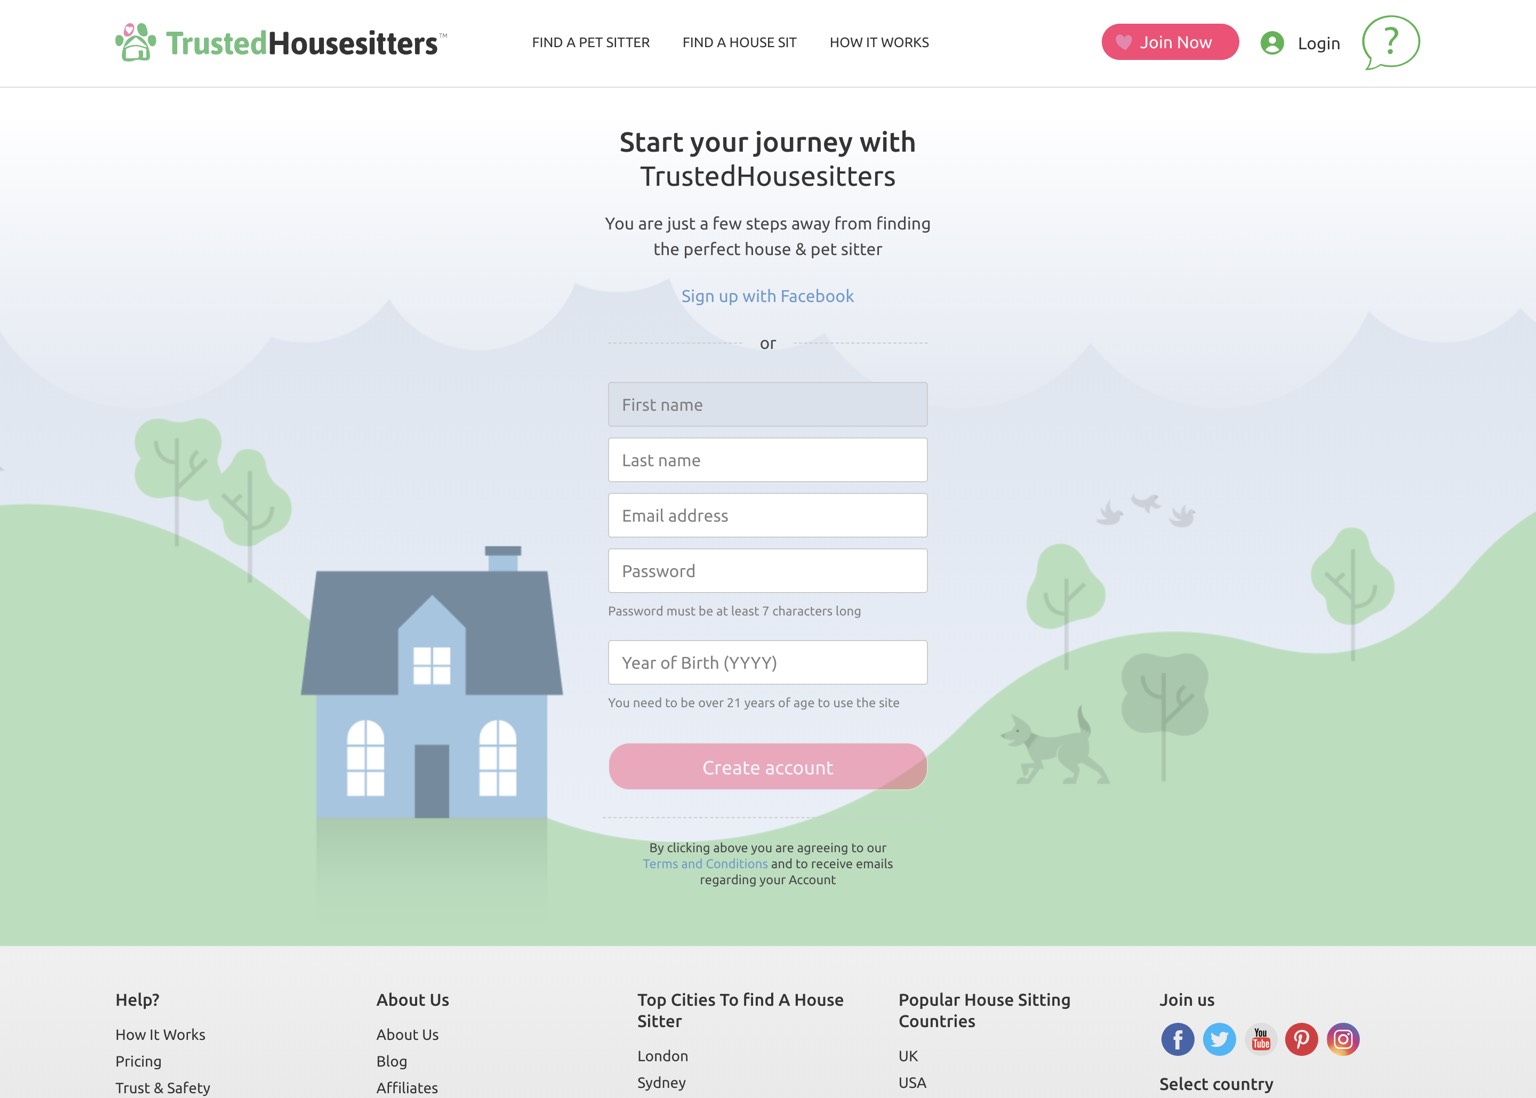 TrustedHousesitters™
FIND A PET SITTER
FIND A HOUSE SIT
HOW IT WORKS
Join Now
Login
?
Start your journey with
TrustedHousesitters
You are just a few steps away from finding
the perfect house & pet sitter
Sign up with Facebook
or
First name
Last name
Email address
Password
Password must be at least 7 characters long
Year of Birth (YYYY)
You need to be over 21 years of age to use the site
Create account
By clicking above you are agreeing to our
Terms and Conditions and to receive emails
regarding your Account
Help?
How It Works
Pricing
Trust & Safety
About Us
About Us
Blog
Affiliates
Top Cities To find A House
Sitter
London
Sydney
Popular House Sitting
Countries
UK
USA
Join us
You
Tube
Select country